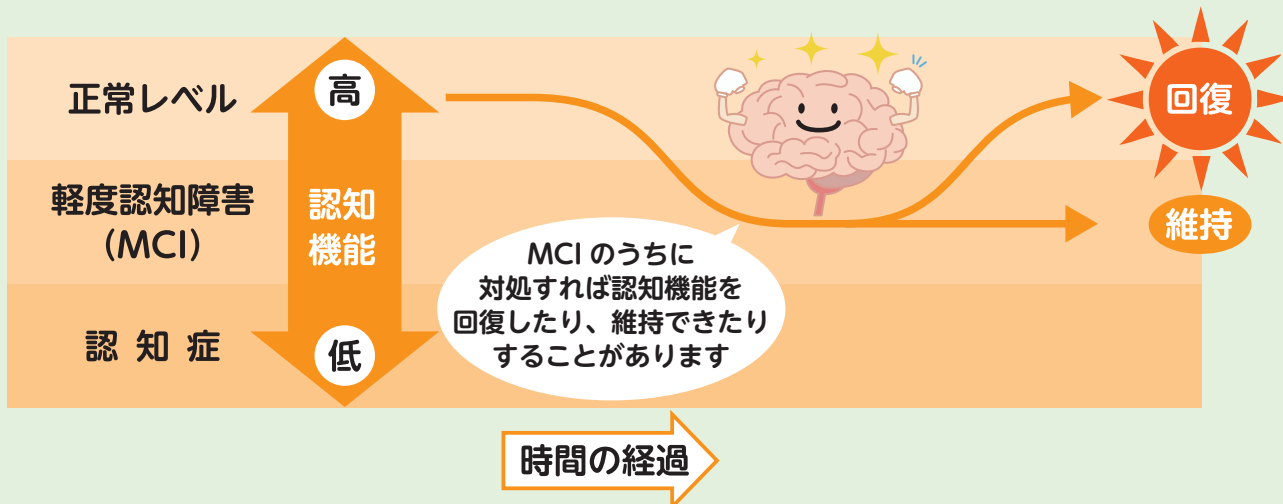 正常レベル
高
回復
軽度認知障害
(MCI)
認知
機能
維持
MCI のうちに
対処すれば認知機能を
回復したり、維持できたり
することがあります
認知症
低
時間の経過